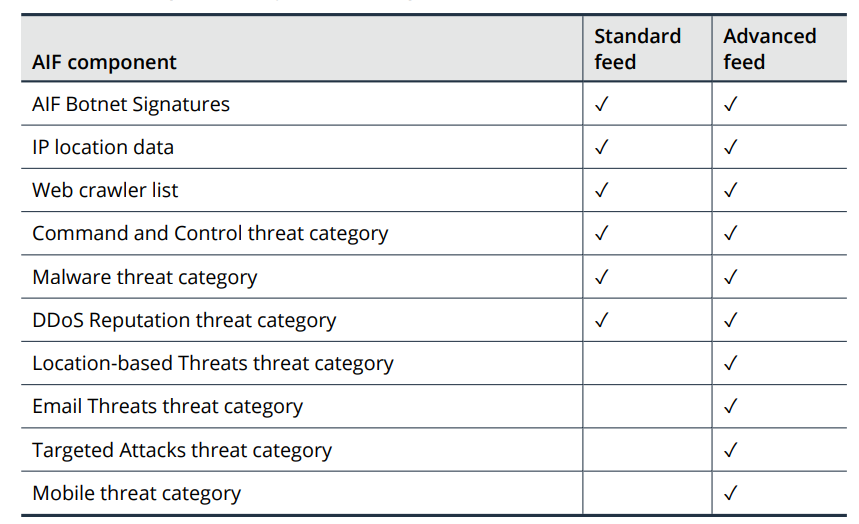 AIF component Standard feed Advanced feed
AIF Botnet Signatures ✓ ✓
IP location data ✓ ✓
Web crawler list ✓ ✓
Command and Control threat category ✓ ✓
Malware threat category ✓ ✓
DDoS Reputation threat category ✓ ✓
Location-based Threats threat category ✓
Email Threats threat category ✓
Targeted Attacks threat category ✓
Mobile threat category ✓